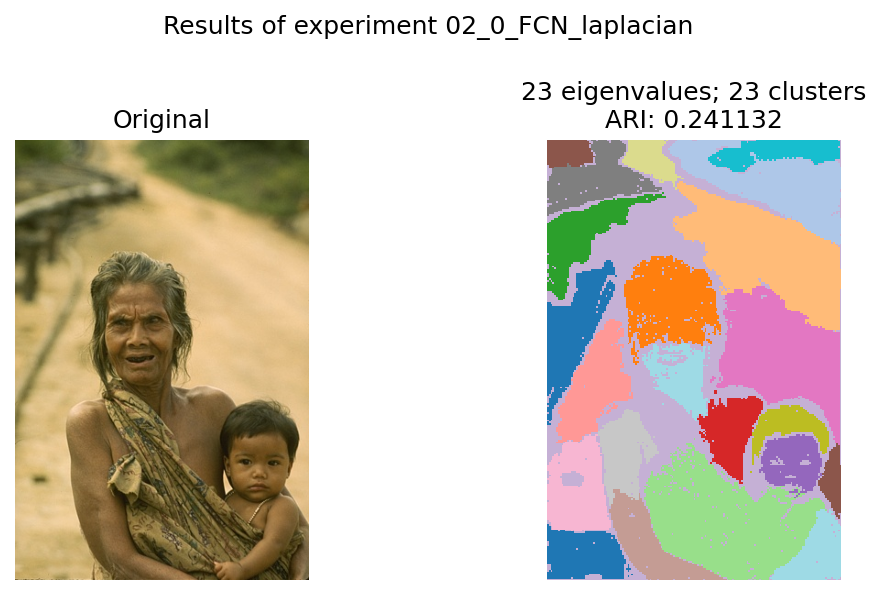 Results of experiment 02_0_FCN_laplacian
Original
23 eigenvalues; 23 clusters
ARI: 0.241132